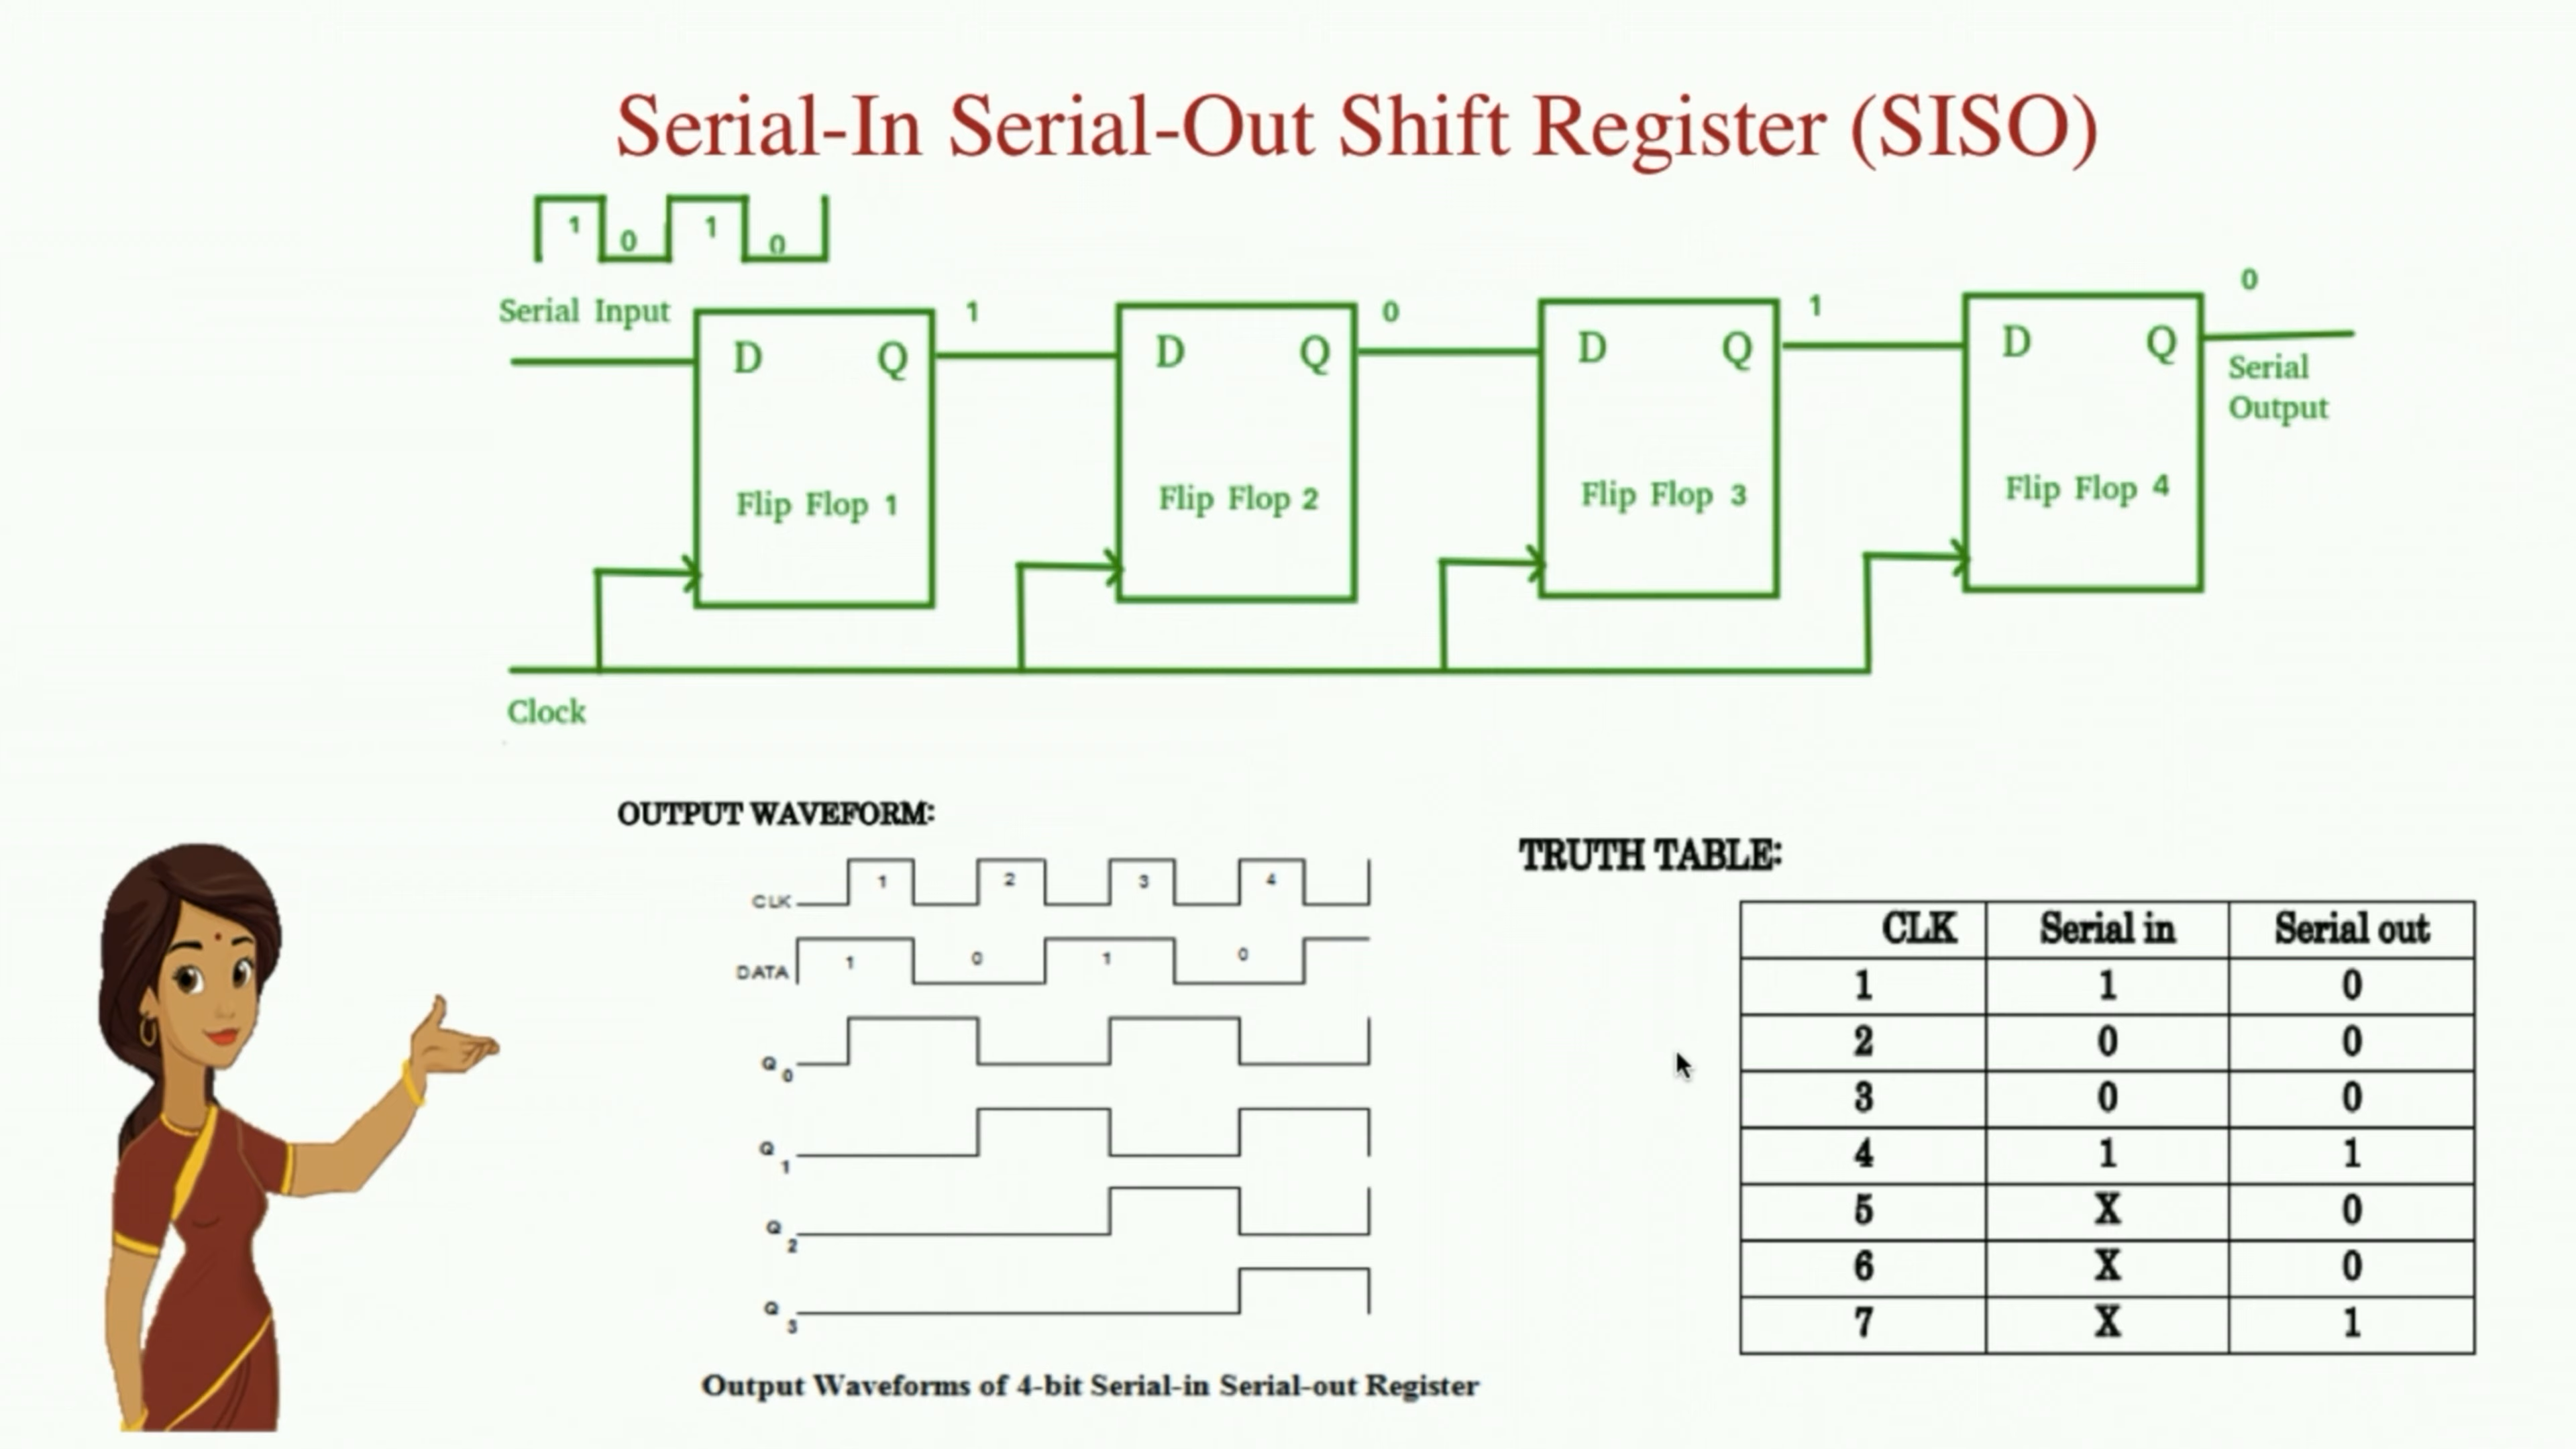 Serial-In Serial-Out Shift Register (SISO)
1 0 1 0
Serial Input
1
0
1
0
D Q
D Q
D Q
D Q
Serial
Output
Flip Flop 1
Flip Flop 2
Flip Flop 3
Flip Flop 4
Clock
OUTPUT WAVEFORM:
CLK 1 2 3 4
DATA 1 0 1 0
Q 0
Q 1
Q 2
Q 3
Output Waveforms of 4-bit Serial-in Serial-out Register
TRUTH TABLE:
CLK Serial in Serial out
1 1 0
2 0 0
3 0 0
4 1 1
5 X 0
6 X 0
7 X 1